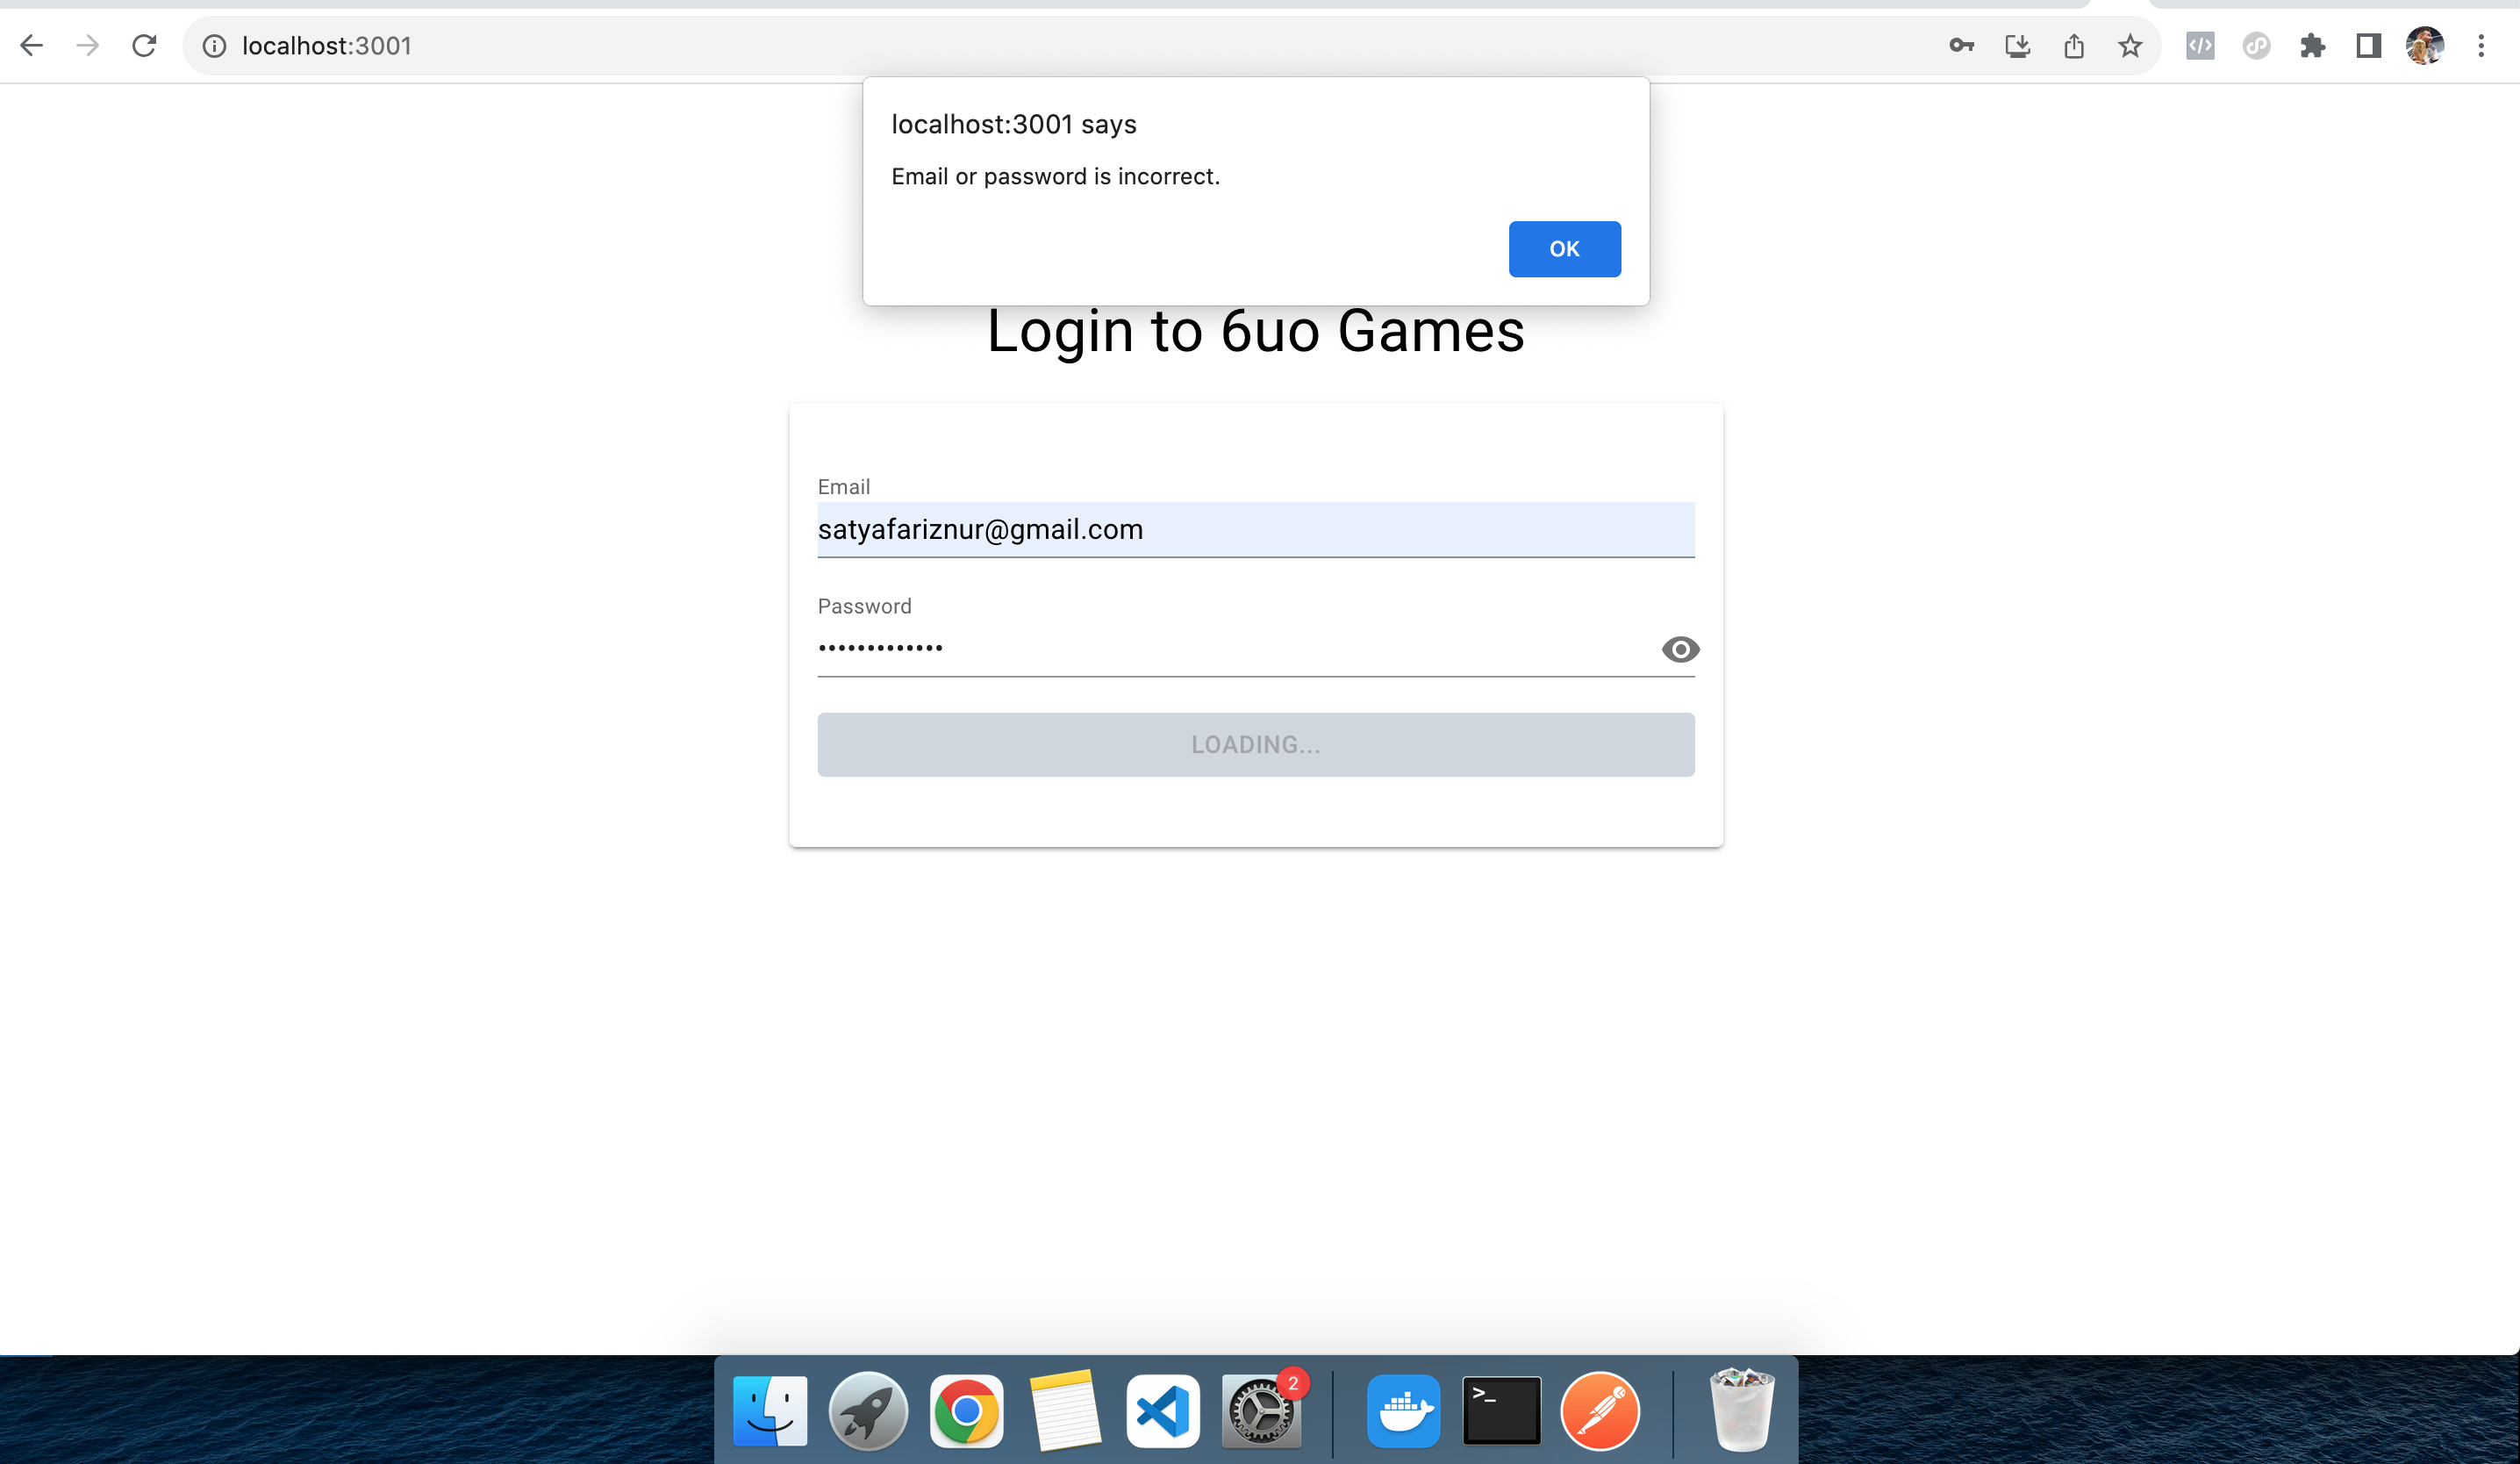 localhost:3001
localhost:3001 says
Email or password is incorrect.
OK
Login to 6uo Games
Email
satyafariznur@gmail.com
Password
•••••••••••••
LOADING...
2
>_